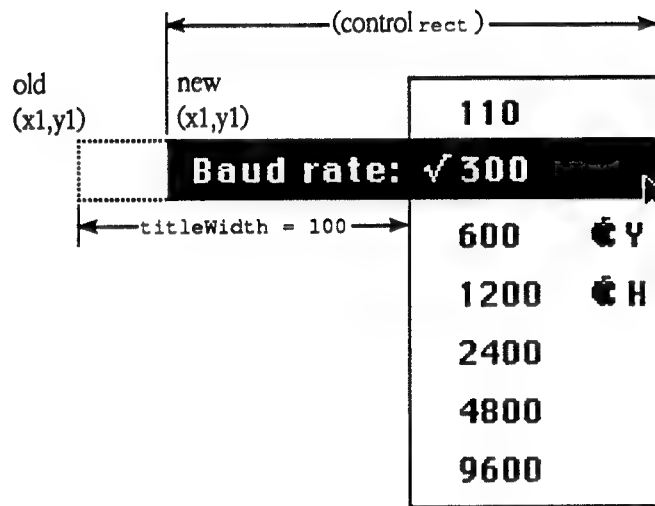 (control rect)
old
(x1,y1)
new
(x1,y1)
110
Baud rate: √ 300
titleWidth = 100
600 Y
1200 H
2400
4800
9600